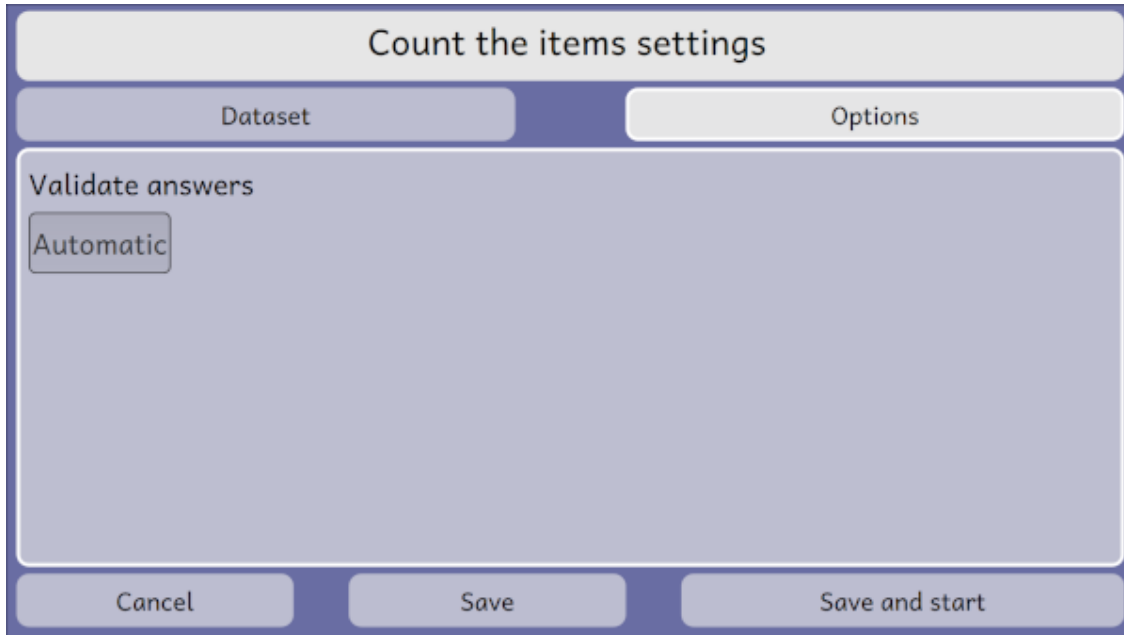 Count the items settings
Dataset
Options
Validate answers
Automatic
Cancel
Save
Save and start